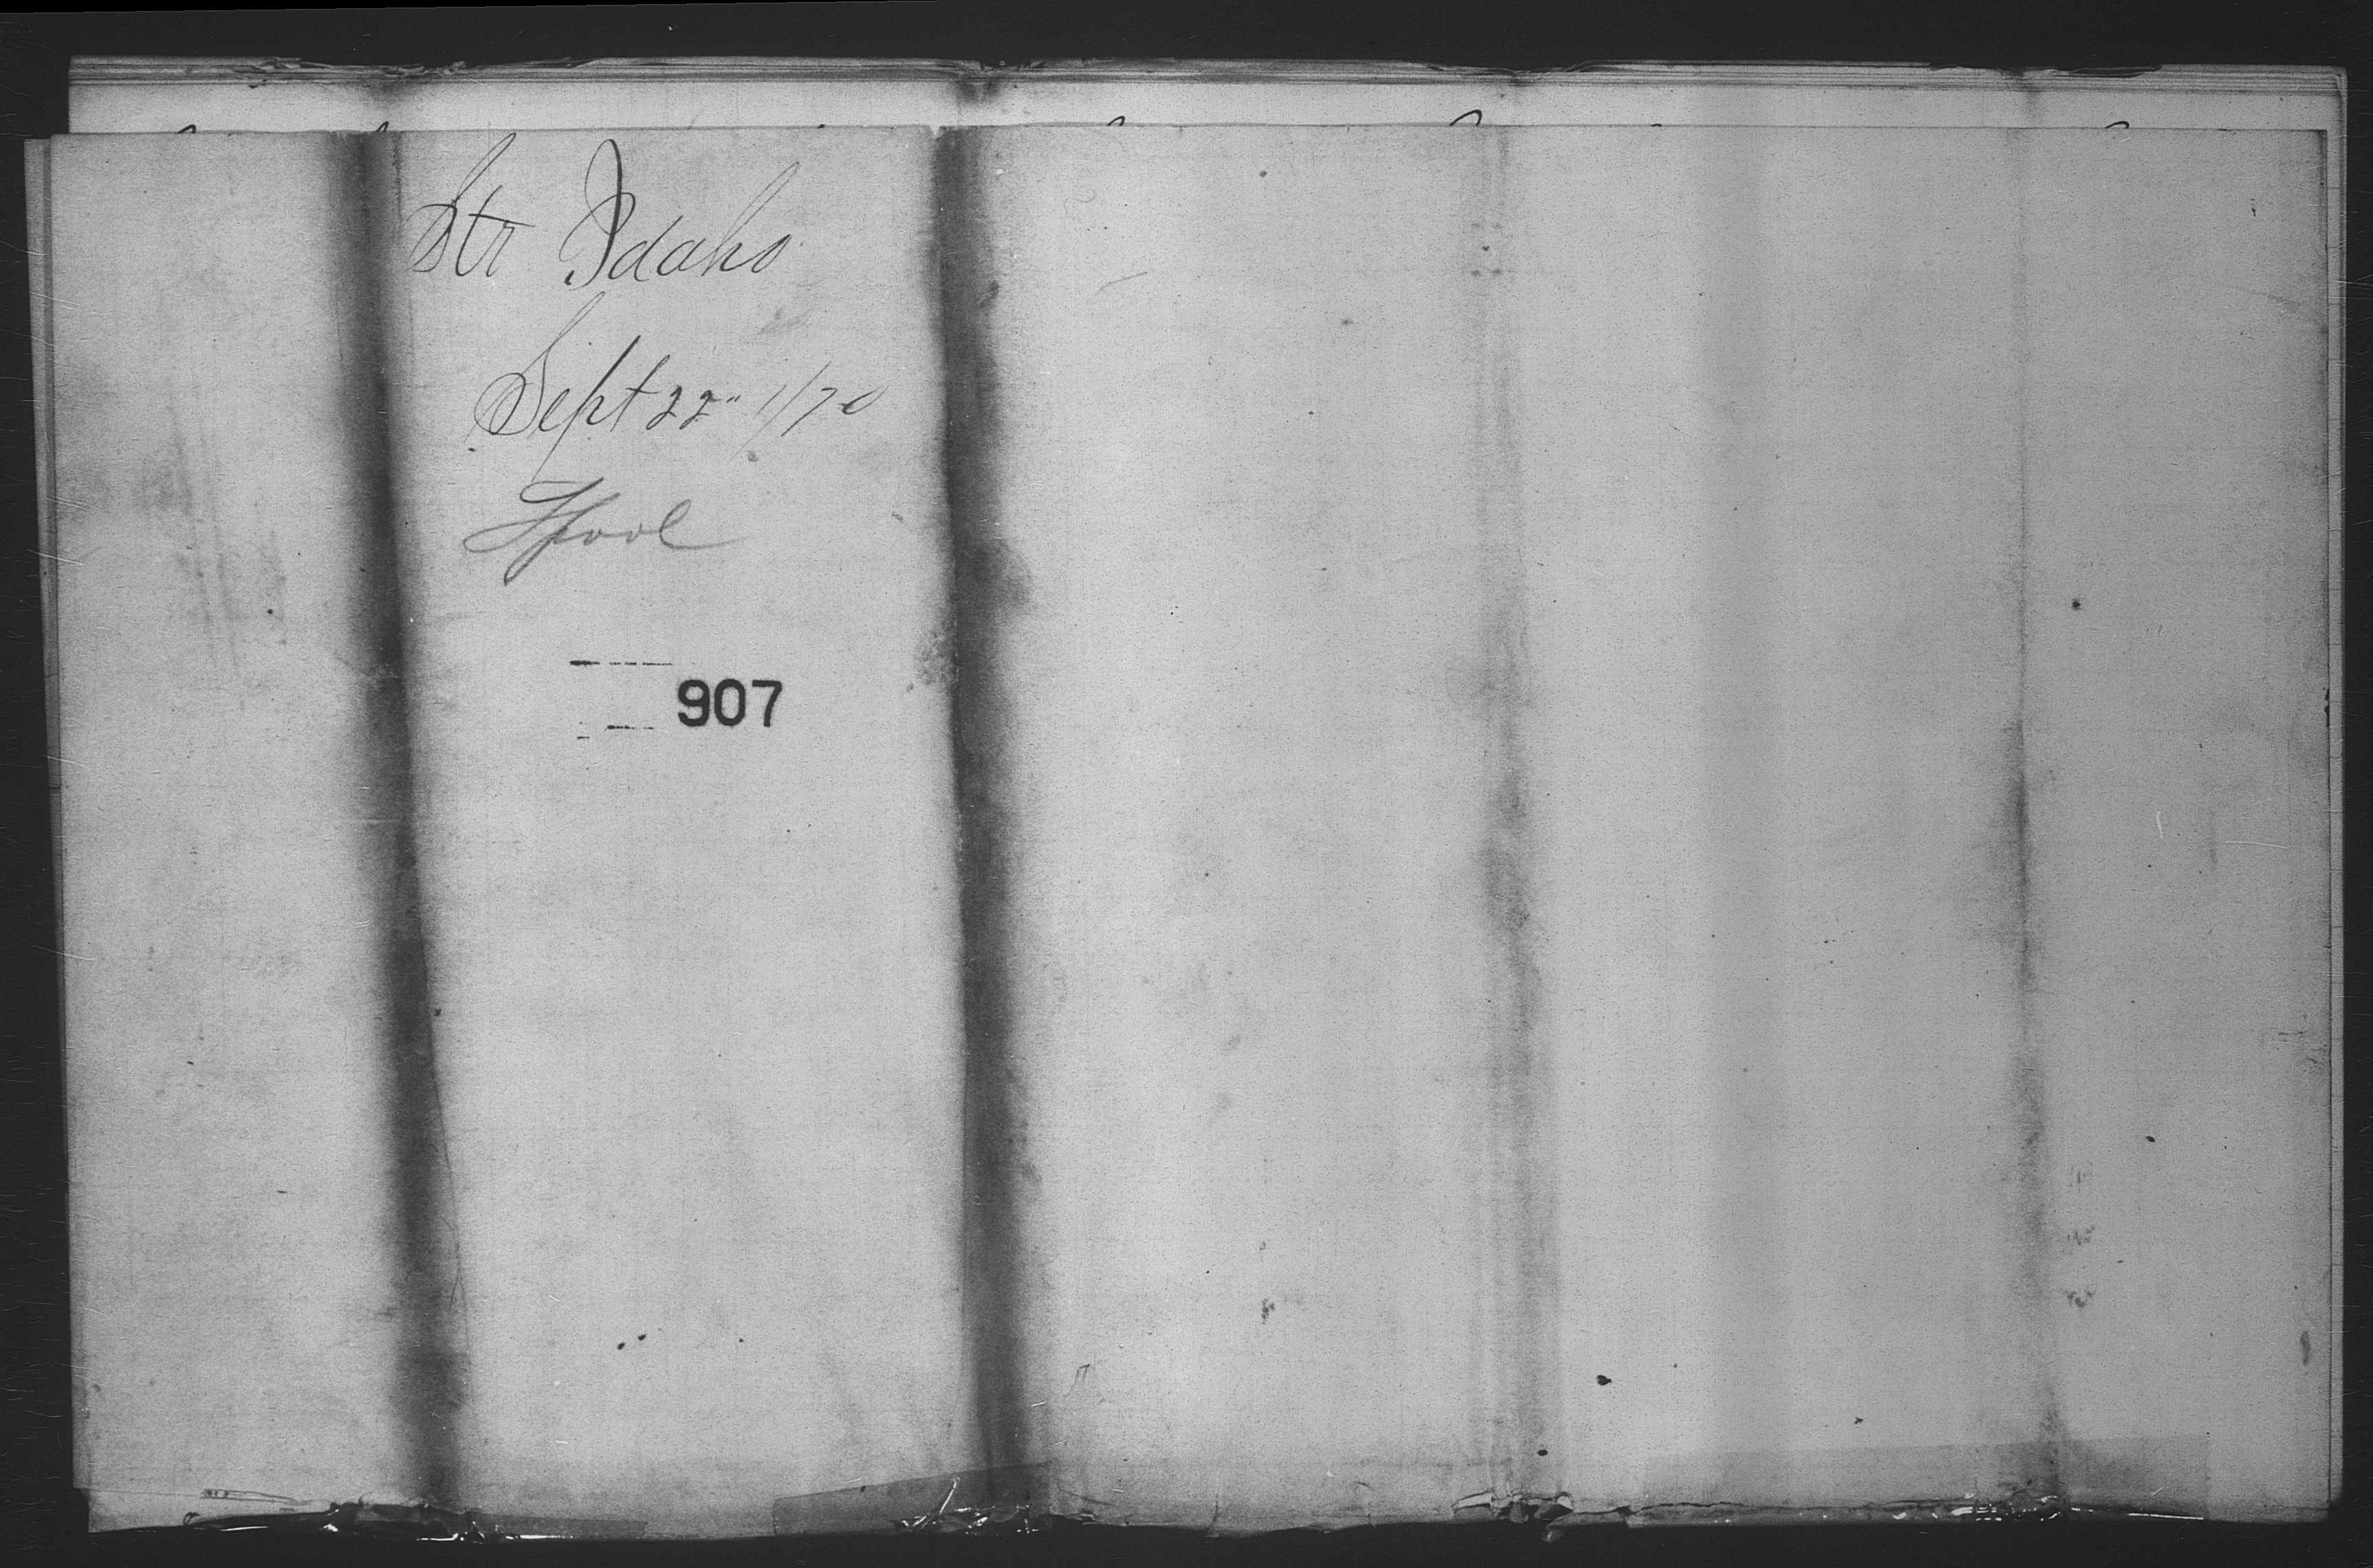 Str Idaho
Sept 22" 1/70
Lpool
907